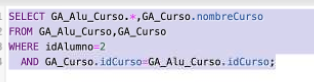 SELECT GA_Alu_Curso.*,GA_Curso.nombreCurso
FROM GA_Alu_Curso,GA_Curso
WHERE idAlumno=2
AND GA_Curso.idCurso=GA_Alu_Curso.idCurso;